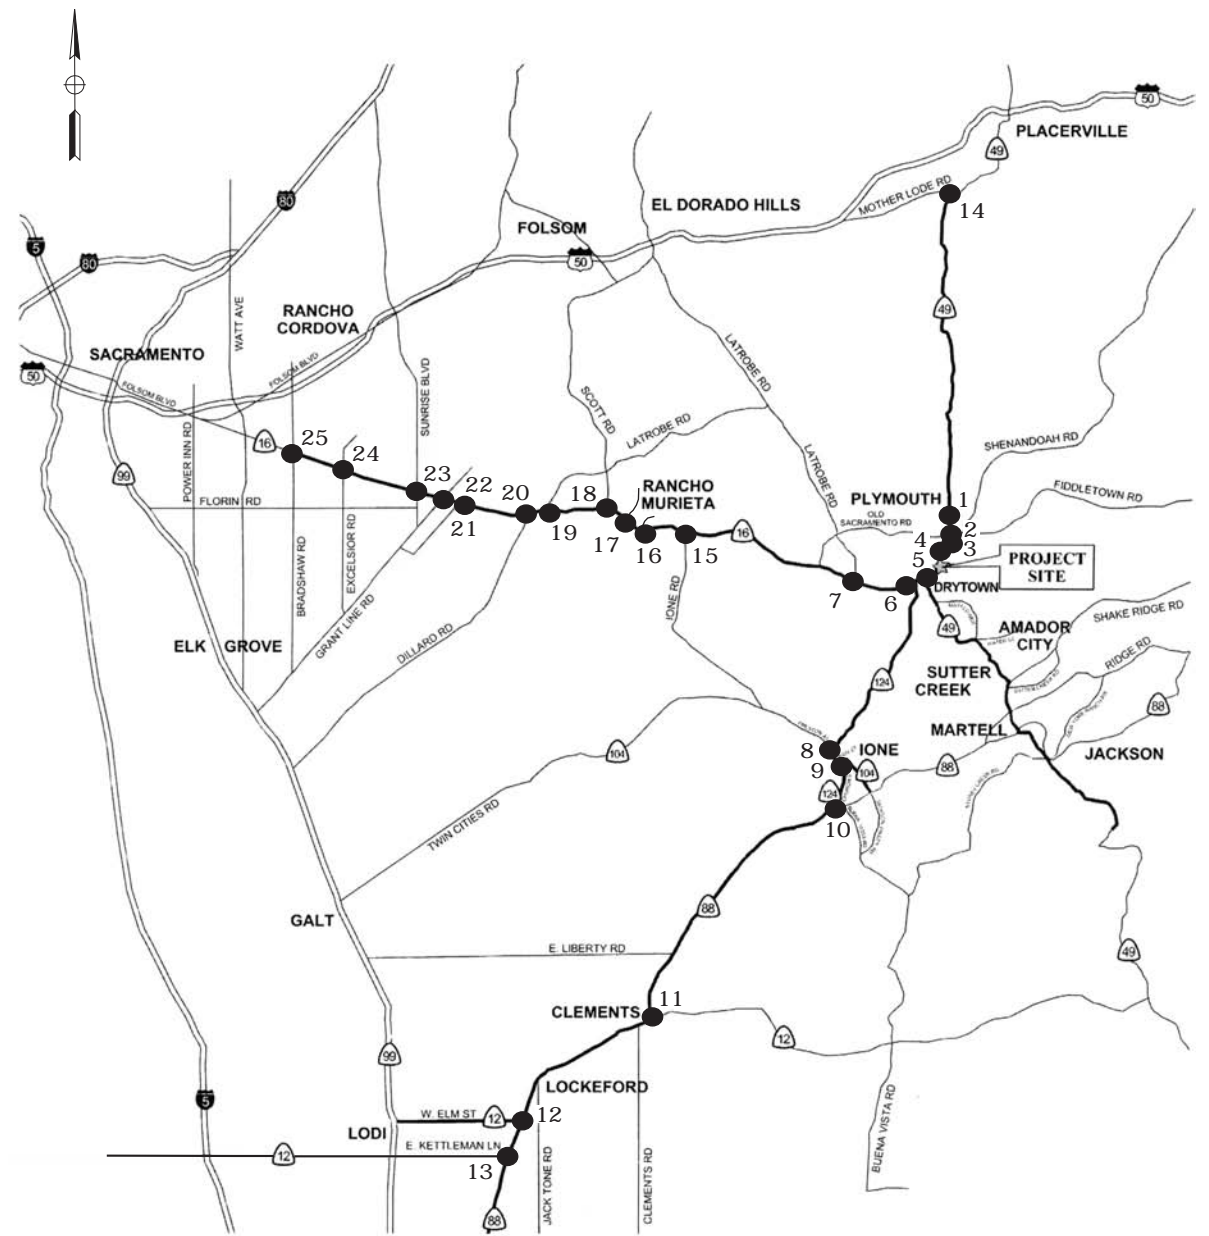 50
PLACERVILLE
49
MOTHER LODE RD
14
EL DORADO HILLS
80
FOLSOM
50
5
80
WATT AVE
RANCHO
CORDOVA
49
SACRAMENTO
FOLSOM BLVD
LATROBE RD
50
FOLSOM BLVD
SUNRISE BLVD
SCOTT RD
LATROBE RD
POWER INN RD
16
25
24
SHENANDOAH RD
LATROBE RD
99
23
22
RANCHO
MURIETA
FIDDLETOWN RD
FLORIN RD
21
20
19
18
17
16
15
16
PLYMOUTH
OLD
SACRAMENTO RD
1
2
3
4
5
PROJECT
SITE
DRYTOWN
BRADSHAW RD
EXCELSIOR RD
GRANT LINE RD
DILLARD RD
IONE RD
7
6
49
SHAKE RIDGE RD
AMADOR
CITY
ELK GROVE
RIDGE RD
SUTTER
CREEK
124
88
MARTELL
JACKSON
104
8
9
IONE
104
88
124
10
TWIN CITIES RD
GALT
88
E. LIBERTY RD
49
CLEMENTS
11
12
99
LOCKEFORD
5
W. ELM ST
12
12
LODI
E. KETTLEMAN LN
12
13
JACK TONE RD
CLEMENTS RD
BUENA VISTA RD
88